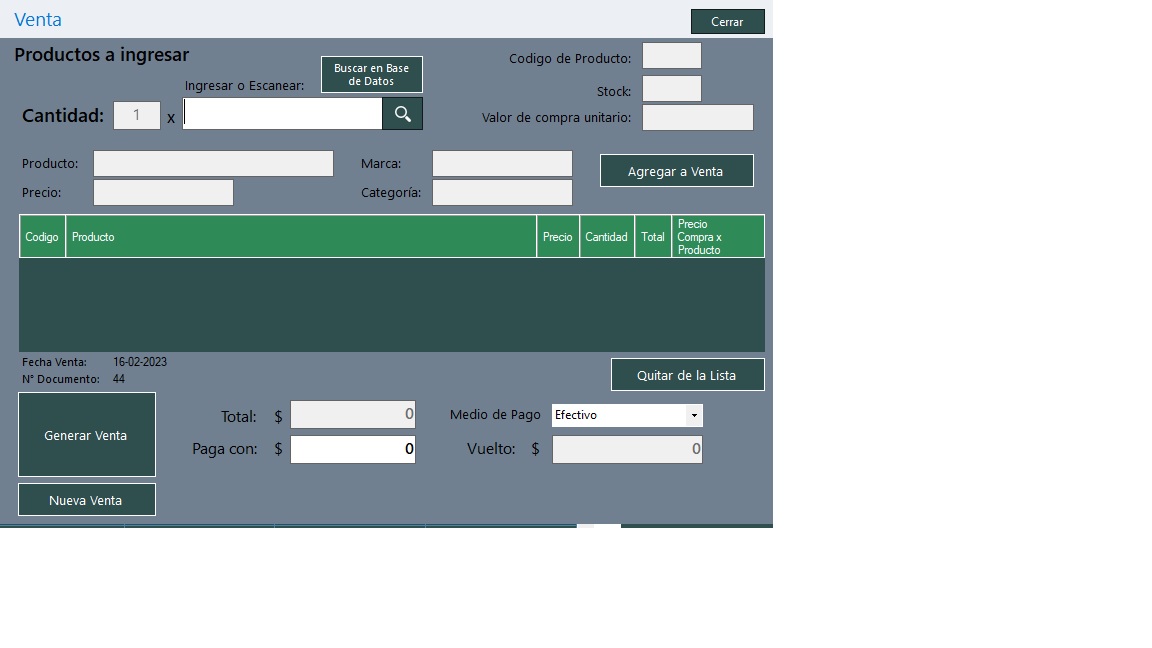 Venta
Cerrar
Productos a ingresar
Buscar en Base
de Datos
Codigo de Producto:
Ingresar o Escanear:
Stock:
Cantidad: 1 x
Valor de compra unitario:
Producto:
Marca:
Agregar a Venta
Precio:
Categoría:
Codigo Producto Precio Cantidad Total Precio
Compra x
Producto
Fecha Venta: 16-02-2023
N° Documento: 44
Quitar de la Lista
Generar Venta
Total: $ 0
Medio de Pago Efectivo
Paga con: $ 0
Vuelto: $ 0
Nueva Venta